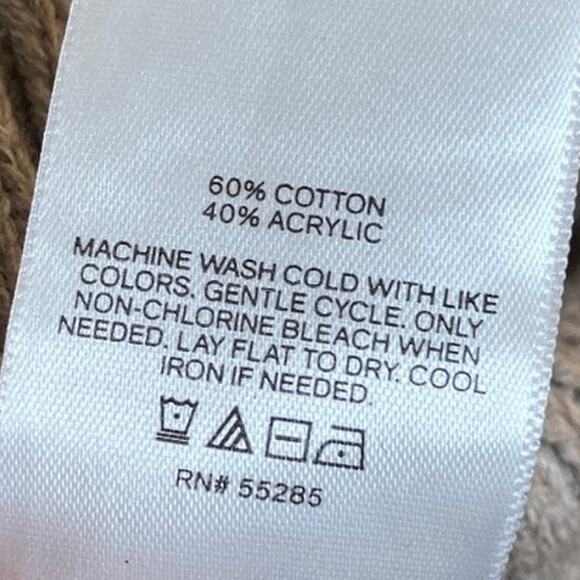 60% COTTON
40% ACRYLIC
MACHINE WASH COLD WITH LIKE
COLORS. GENTLE CYCLE. ONLY
NON-CHLORINE BLEACH WHEN
NEEDED. LAY FLAT TO DRY. COOL
IRON IF NEEDED.
RN# 55285